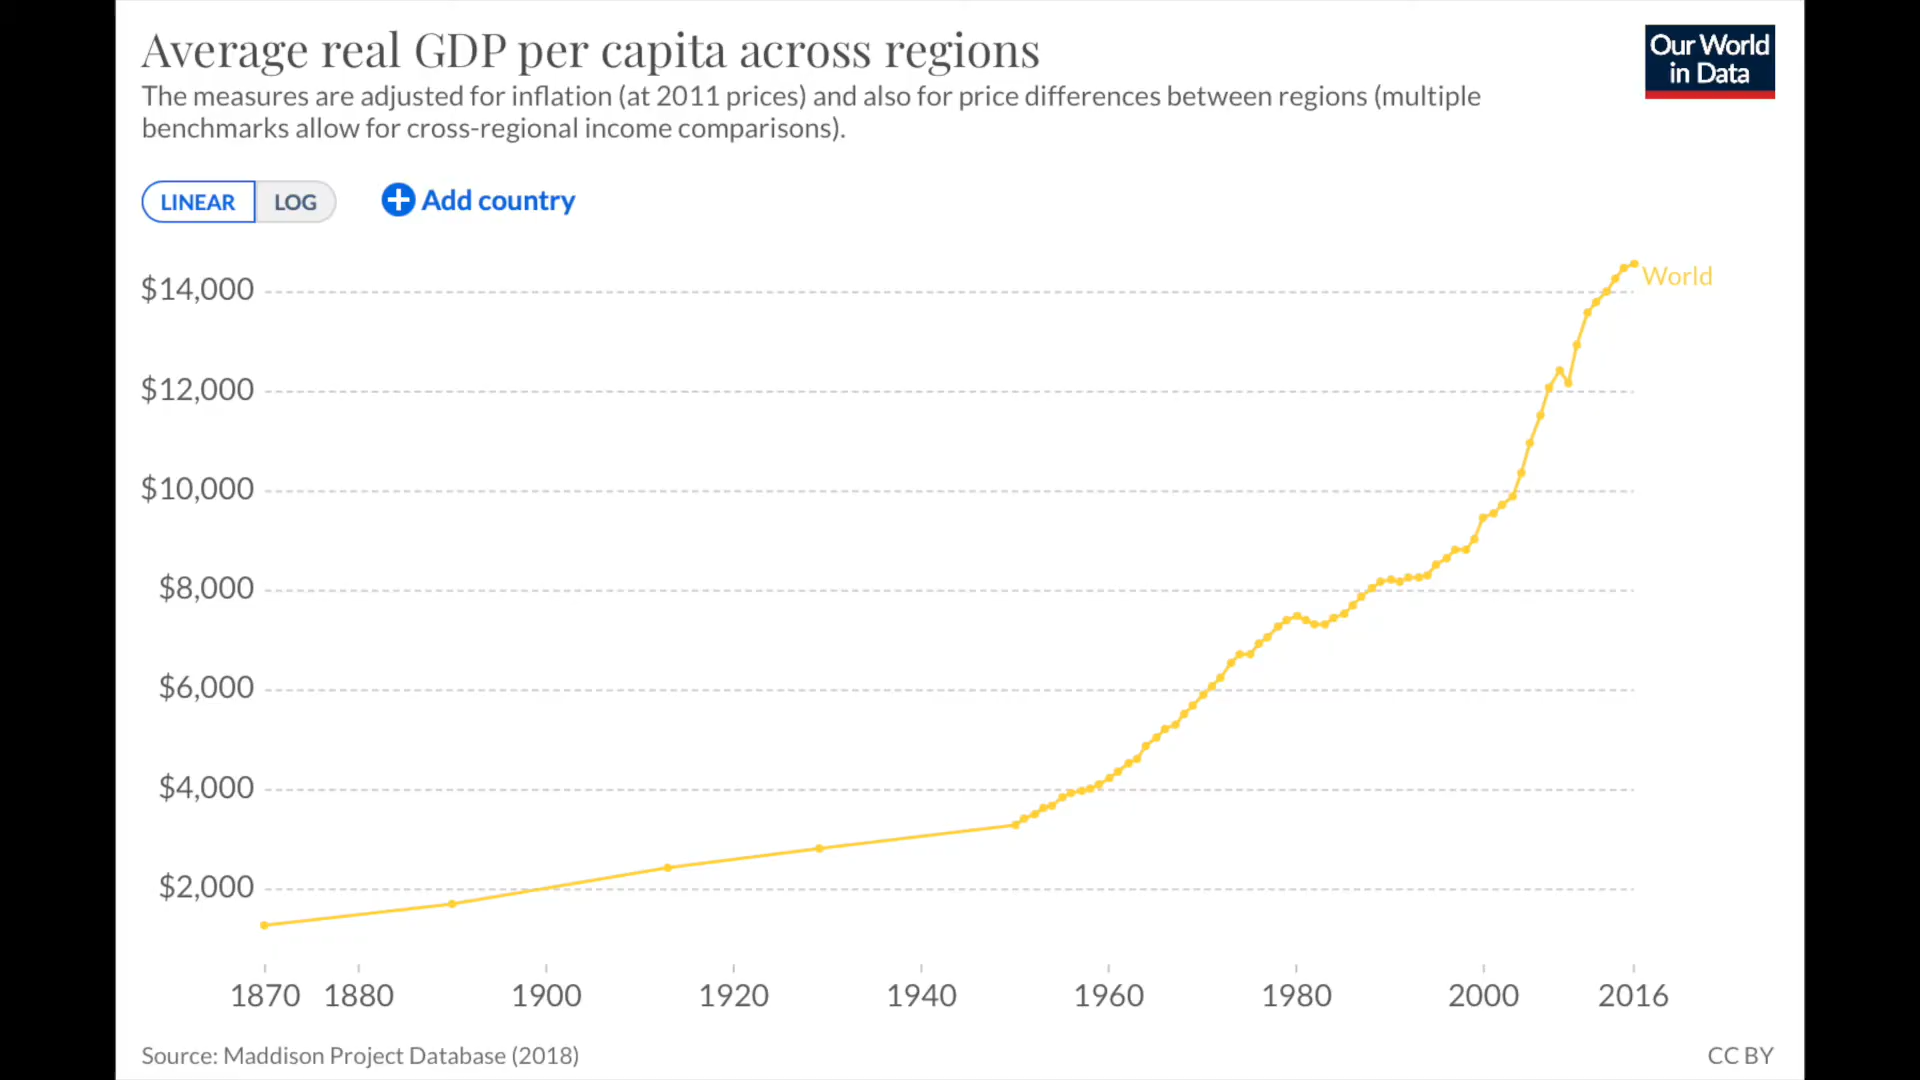 Average real GDP per capita across regions
The measures are adjusted for inflation (at 2011 prices) and also for price differences between regions (multiple
benchmarks allow for cross-regional income comparisons).
Our World
in Data
LINEAR LOG Add country
$14,000
World
$12,000
$10,000
$8,000
$6,000
$4,000
$2,000
1870 1880 1900 1920 1940 1960 1980 2000 2016
Source: Maddison Project Database (2018)
CC BY